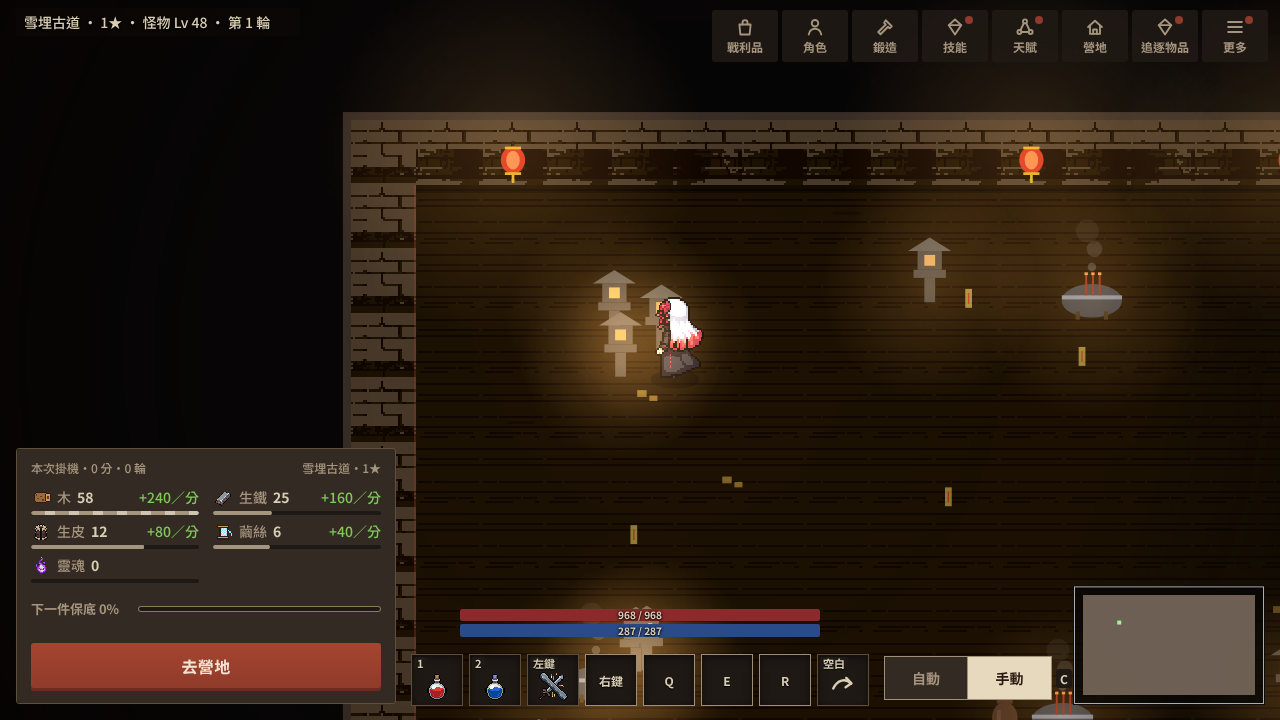 雪埋古道 • 1★ • 怪物 Lv 48 • 第 1 輪
戰利品
角色
鍛造
技能
天賦
營地
追逐物品
更多
本次掛機・0 分・0 輪
雪埋古道・1★
木 58 +240／分
生鐵 25 +160／分
生皮 12 +80／分
繭絲 6 +40／分
靈魂 0
下一件保底 0%
去營地
968 / 968
287 / 287
1
2
左鍵
右鍵
Q
E
R
空白
自動
手動
C